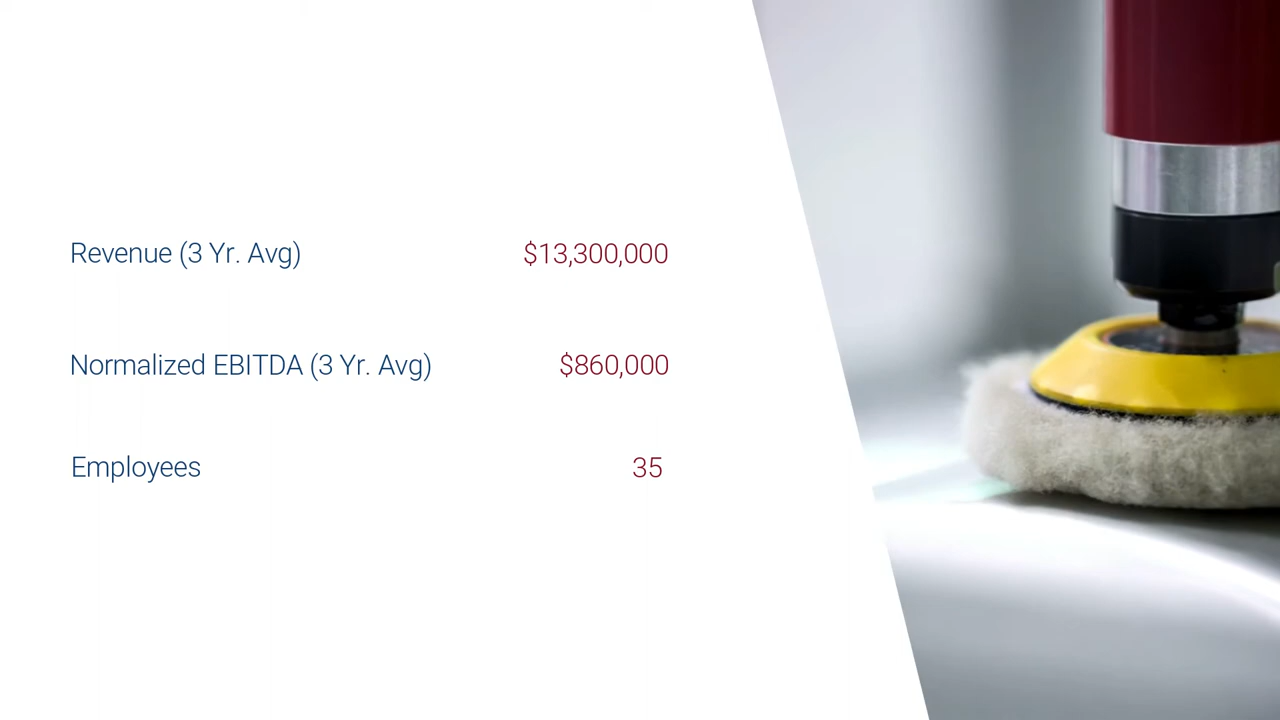 Revenue (3 Yr. Avg) $13,300,000
Normalized EBITDA (3 Yr. Avg) $860,000
Employees 35